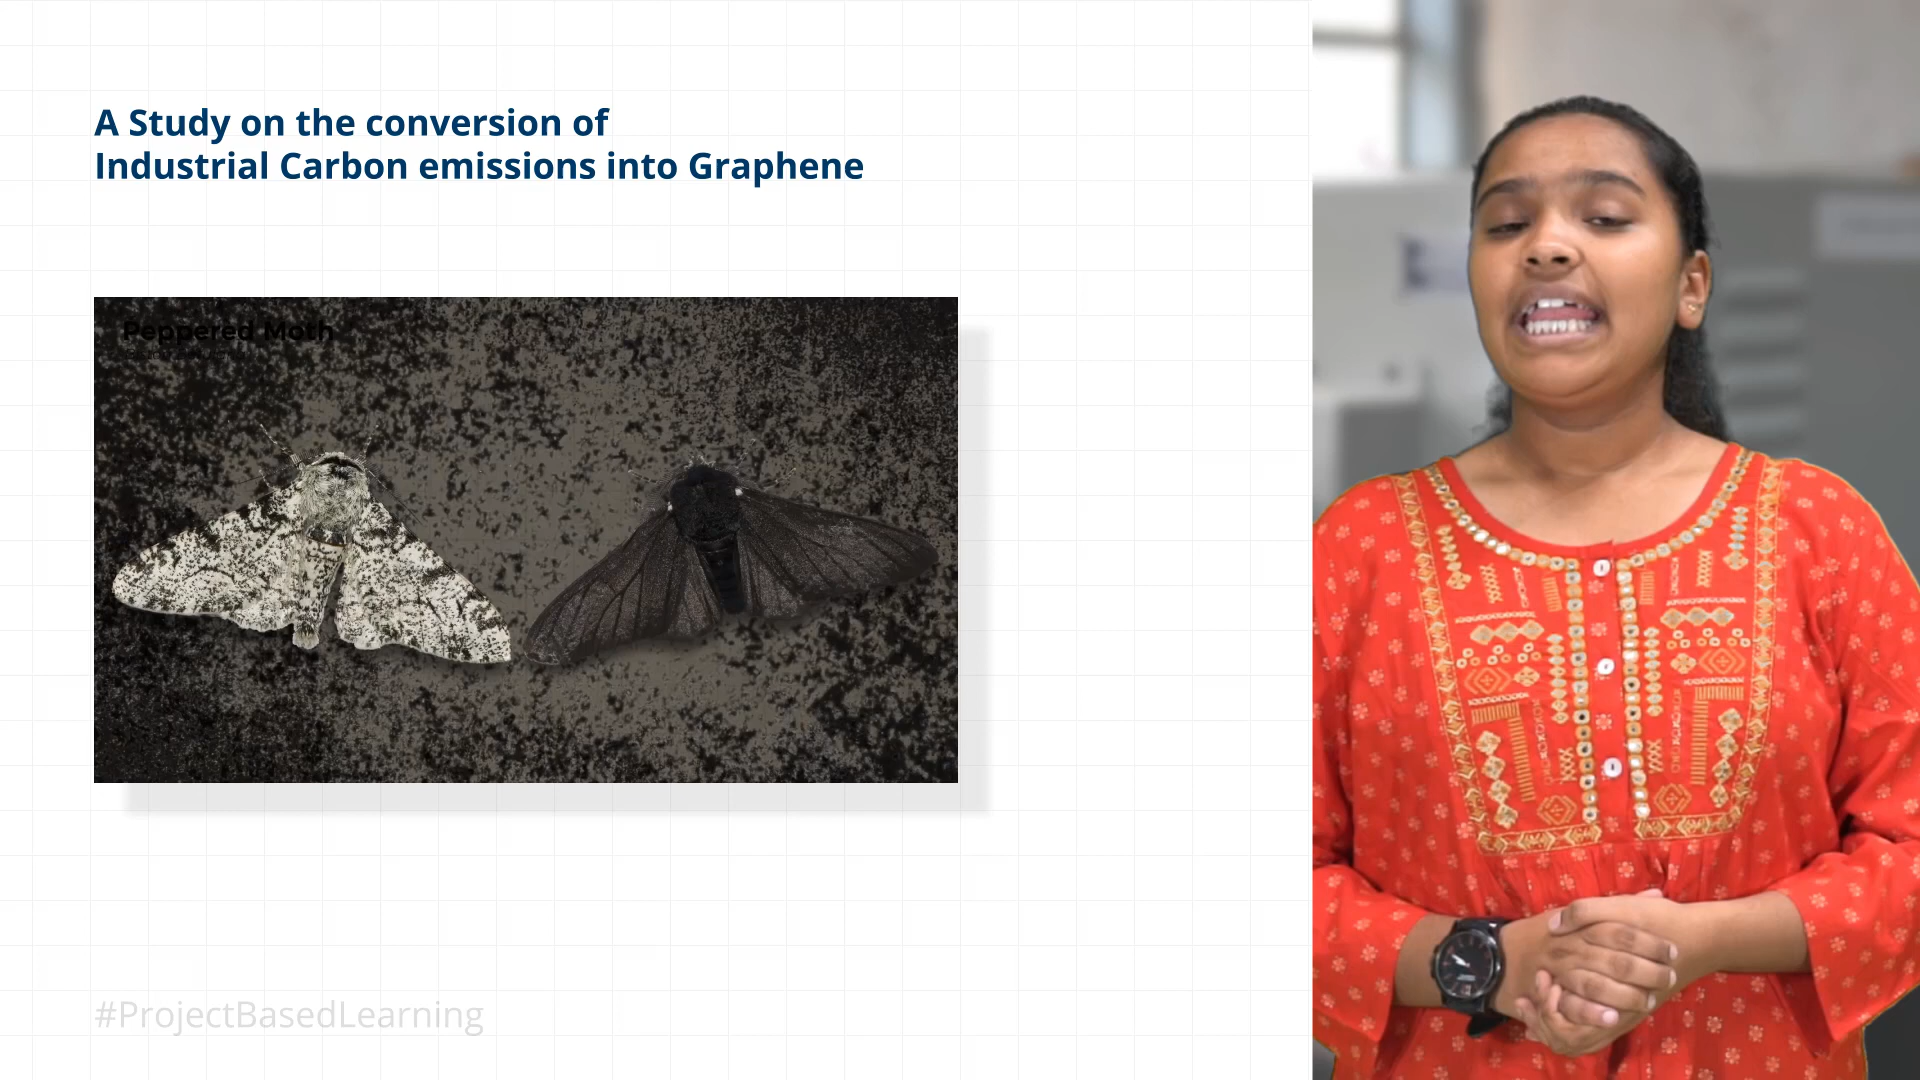 A Study on the conversion of
Industrial Carbon emissions into Graphene
Peppered Moth
#ProjectBasedLearning